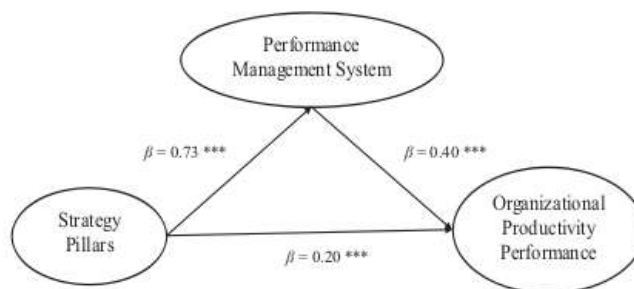 Performance
Management System
β = 0.73 ***
β = 0.40 ***
Strategy
Pillars
Organizational
Productivity
Performance
β = 0.20 ***